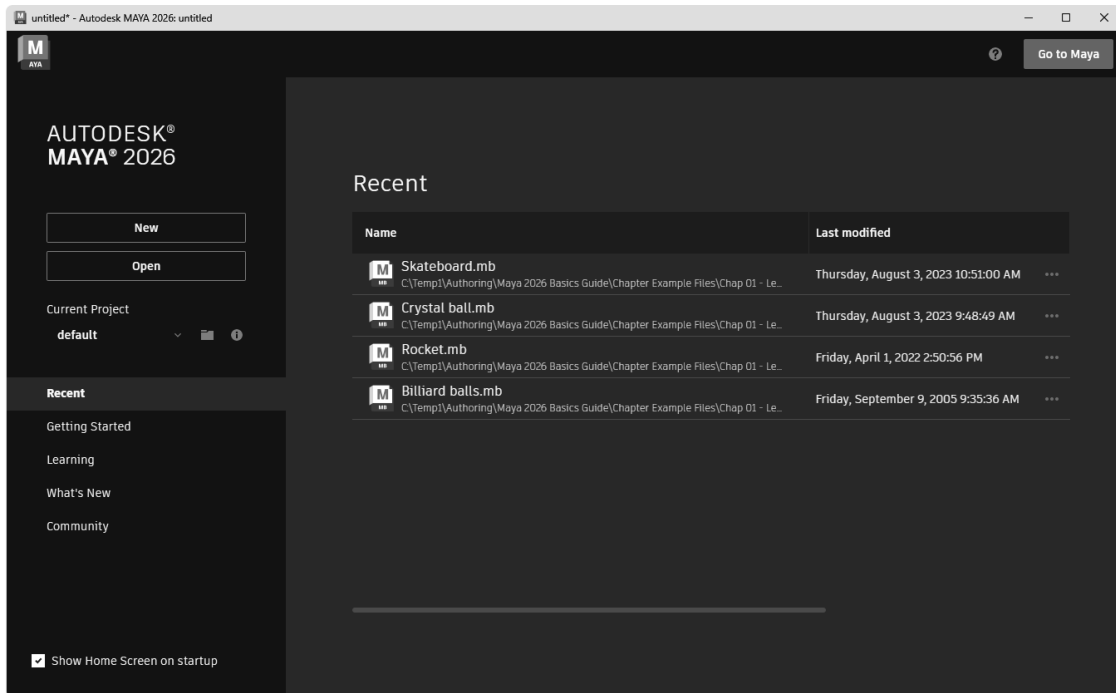 untitled* - Autodesk MAYA 2026: untitled
M
AYA
Go to Maya
AUTODESK®
MAYA® 2026
New
Open
Current Project
default
Recent
Getting Started
Learning
What's New
Community
Show Home Screen on startup
Recent
Name Last modified
M
MB
Skateboard.mb
C\Temp1\Authoring\Maya 2026 Basics Guide\Chapter Example Files\Chap 01 - Le...
Thursday, August 3, 2023 10:51:00 AM
M
MB
Crystal ball.mb
C\Temp1\Authoring\Maya 2026 Basics Guide\Chapter Example Files\Chap 01 - Le...
Thursday, August 3, 2023 9:48:49 AM
M
MB
Rocket.mb
C\Temp1\Authoring\Maya 2026 Basics Guide\Chapter Example Files\Chap 01 - Le...
Friday, April 1, 2022 2:50:56 PM
M
MB
Billiard balls.mb
C\Temp1\Authoring\Maya 2026 Basics Guide\Chapter Example Files\Chap 01 - Le...
Friday, September 9, 2005 9:35:36 AM